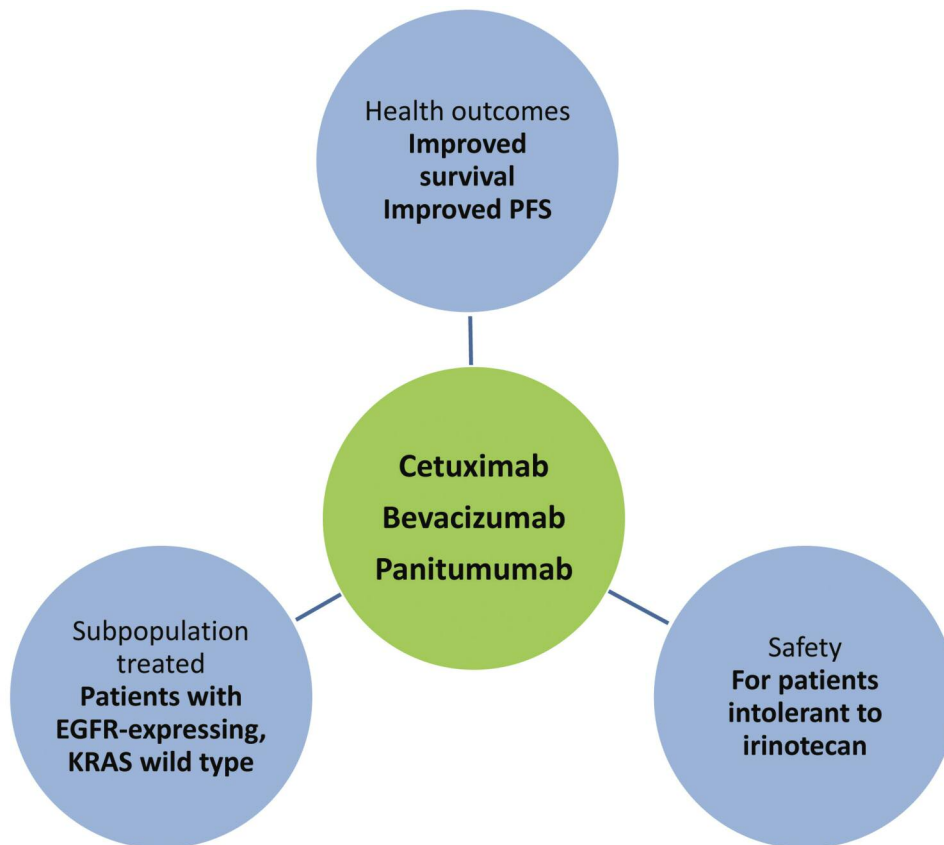 Health outcomes
Improved
survival
Improved PFS
Cetuximab
Bevacizumab
Panitumumab
Subpopulation
treated
Patients with
EGFR-expressing,
KRAS wild type
Safety
For patients
intolerant to
irinotecan